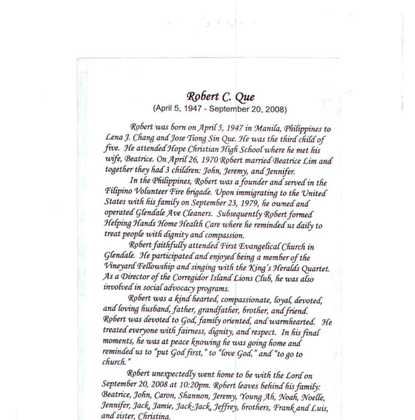 Robert C. Que
(April 5, 1947 - September 20, 2008)
Robert was born on April 5, 1947 in Manila, Philippines to
Lena J. Chang and Jose Tiong Sin Que. He was the third child of
five. He attended Hope Christian High School where he met his
wife, Beatrice. On April 26, 1970 Robert married Beatrice Lim and
together they had 3 children: John, Jeremy, and Jennifer.
In the Philippines, Robert was a founder and served in the
Filipino Volunteer Fire brigade. Upon immigrating to the United
States with his family on September 23, 1979, he owned and
operated Glendale Ave Cleaners. Subsequently Robert formed
Helping Hands Home Health Care where he reminded us daily to
treat people with dignity and compassion.
Robert faithfully attended First Evangelical Church in
Glendale. He participated and enjoyed being a member of the
Vineyard Fellowship and singing with the King's Heralds Quartet.
As a Director of the Corregidor Island Lions Club, he was also
involved in social advocacy programs.
Robert was a kind hearted, compassionate, loyal, devoted,
and loving husband, father, grandfather, brother, and friend.
Robert was devoted to God, family oriented, and warmhearted. He
treated everyone with fairness, dignity, and respect. In his final
moments, he was at peace knowing he was going home and
reminded us to "put God first," to "love God," and "to go to
church."
Robert unexpectedly went home to be with the Lord on
September 20, 2008 at 10:20pm. Robert leaves behind his family:
Beatrice, John, Caron, Shannon, Jeremy, Young Ah, Noah, Noelle,
Jennifer, Jack, Jamie, Jack-Jack, Jeffrey, brothers, Frank and Luis,
and sister, Christina.